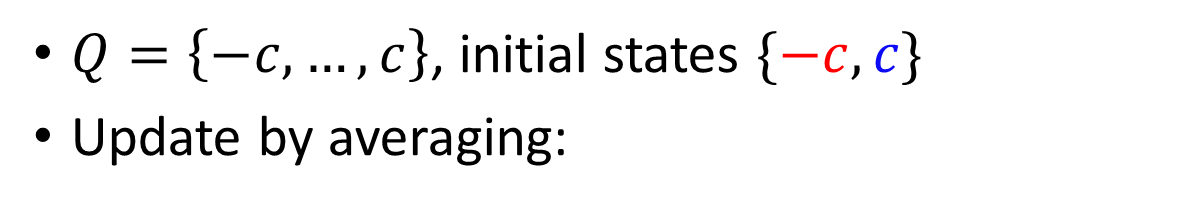 • Q = {−c, … , c}, initial states {−c, c}
• Update by averaging: